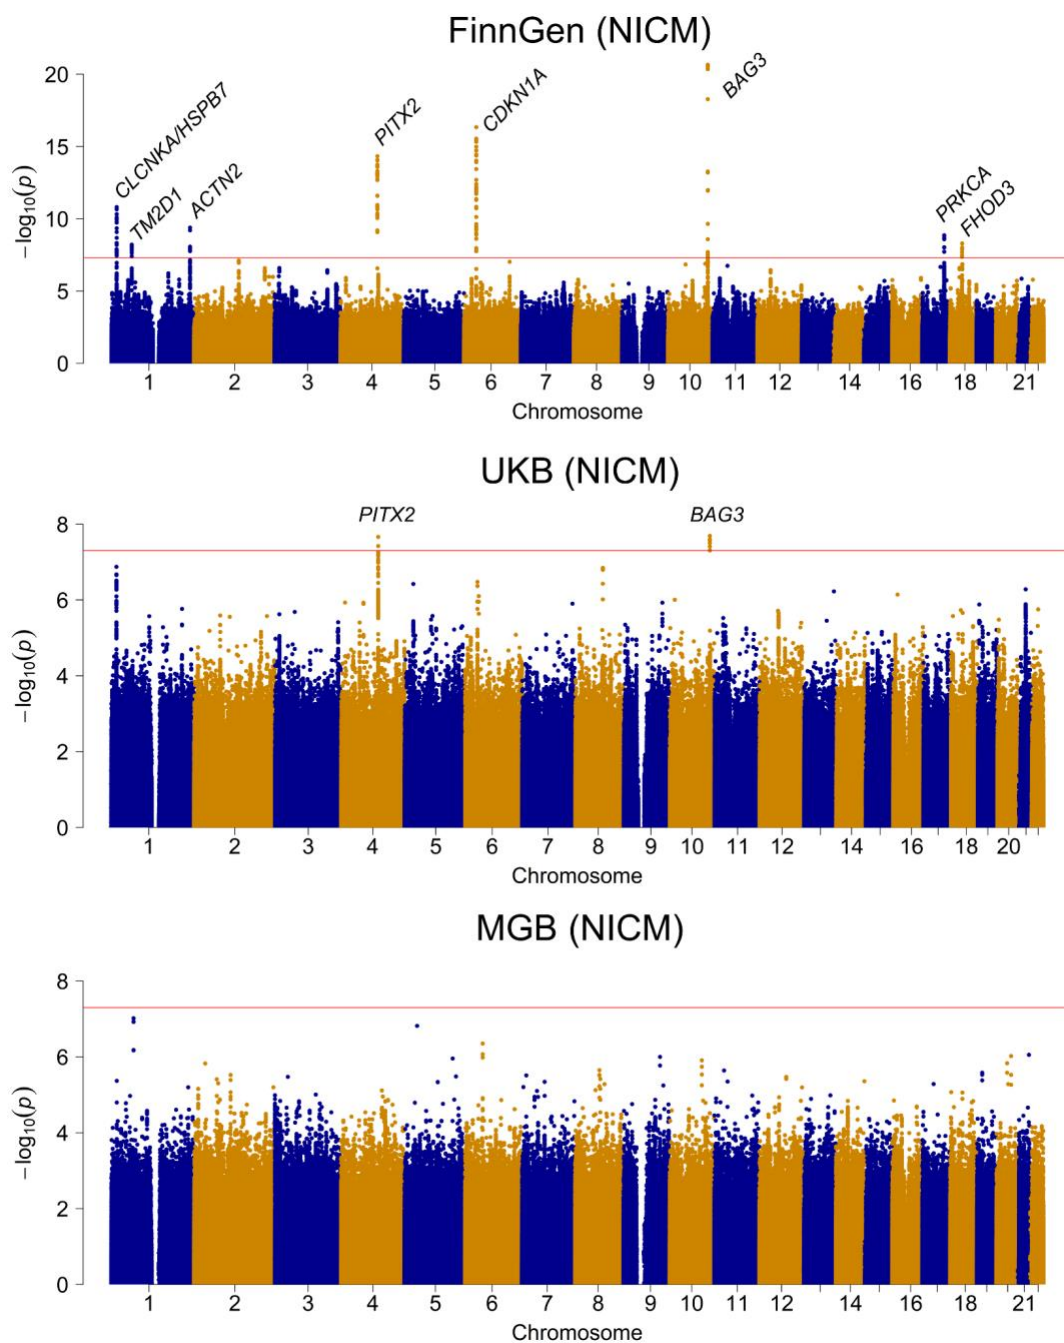 FinnGen (NICM)
CLCNKA/HSPB7
TM2D1
ACTN2
PITX2
CDKN1A
BAG3
PRKCA
FHOD3
20
15
10
5
0
−log10(p)
1 2 3 4 5 6 7 8 9 10 11 12 14 16 18 21
Chromosome
UKB (NICM)
PITX2 BAG3
8
6
4
2
0
−log10(p)
1 2 3 4 5 6 7 8 9 10 11 12 14 16 18 20
Chromosome
MGB (NICM)
8
6
4
2
0
−log10(p)
1 2 3 4 5 6 7 8 9 10 11 12 14 16 18 21
Chromosome